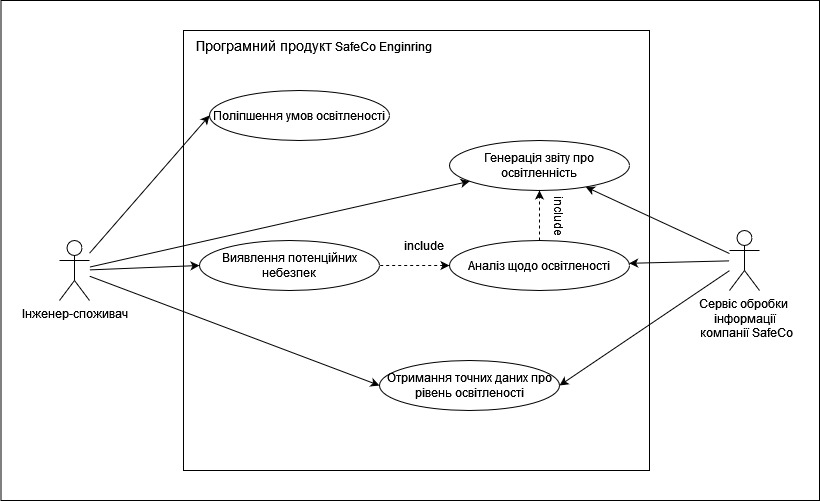 Програмний продукт SafeCo Enginring
Поліпшення умов освітленості
Генерація звіту про
освітленність
include
include
Виявлення потенційних
небезпек
Аналіз щодо освітленості
Інженер-споживач
Сервіс обробки
інформації
компанії SafeCo
Отримання точних даних про
рівень освітленості